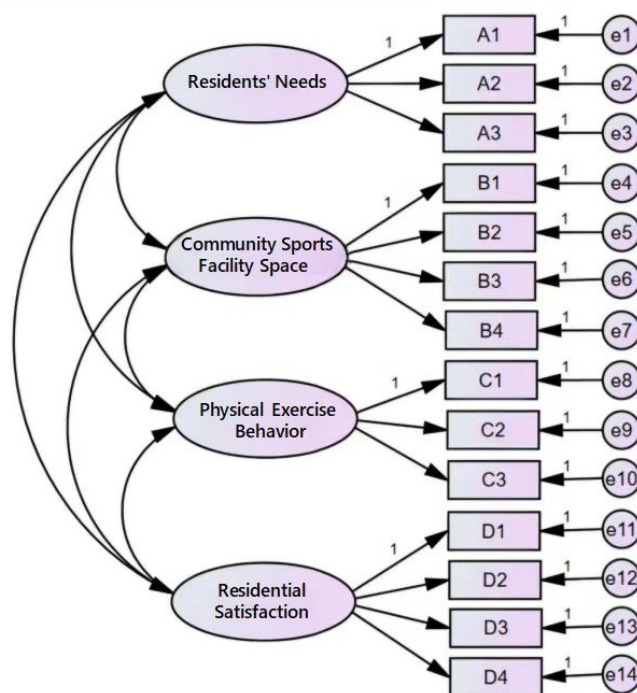 1
A1
1
e1
Residents' Needs
A2
1
e2
A3
1
e3
1
B1
1
e4
Community Sports
Facility Space
B2
1
e5
B3
1
e6
B4
1
e7
1
C1
1
e8
Physical Exercise
Behavior
C2
1
e9
C3
1
e10
1
D1
1
e11
Residential
Satisfaction
D2
1
e12
D3
1
e13
D4
1
e14